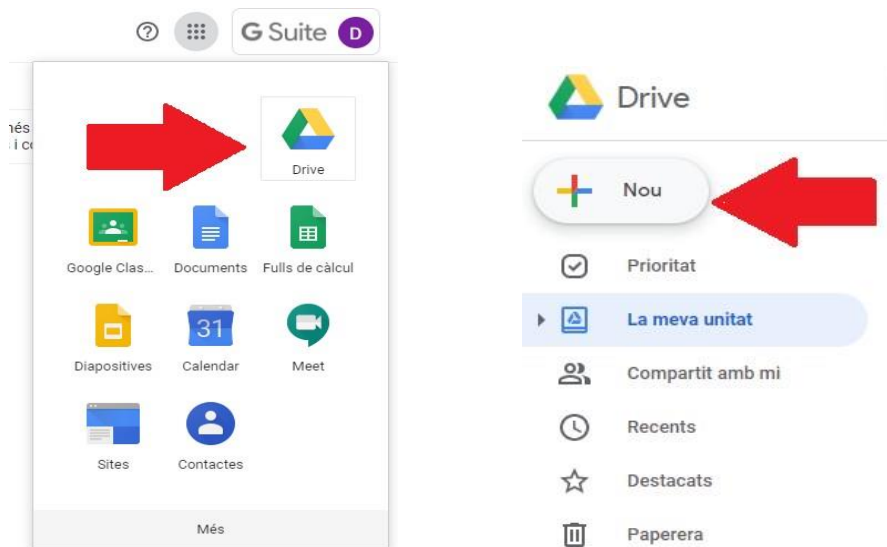 G Suite D
nés
i co
Drive
Google Clas... Documents Fulls de càlcul
31
Diapositives Calendar Meet
Sites Contactes
Més
Drive
Nou
Prioritat
La meva unitat
Compartit amb mi
Recents
Destacats
Paperera